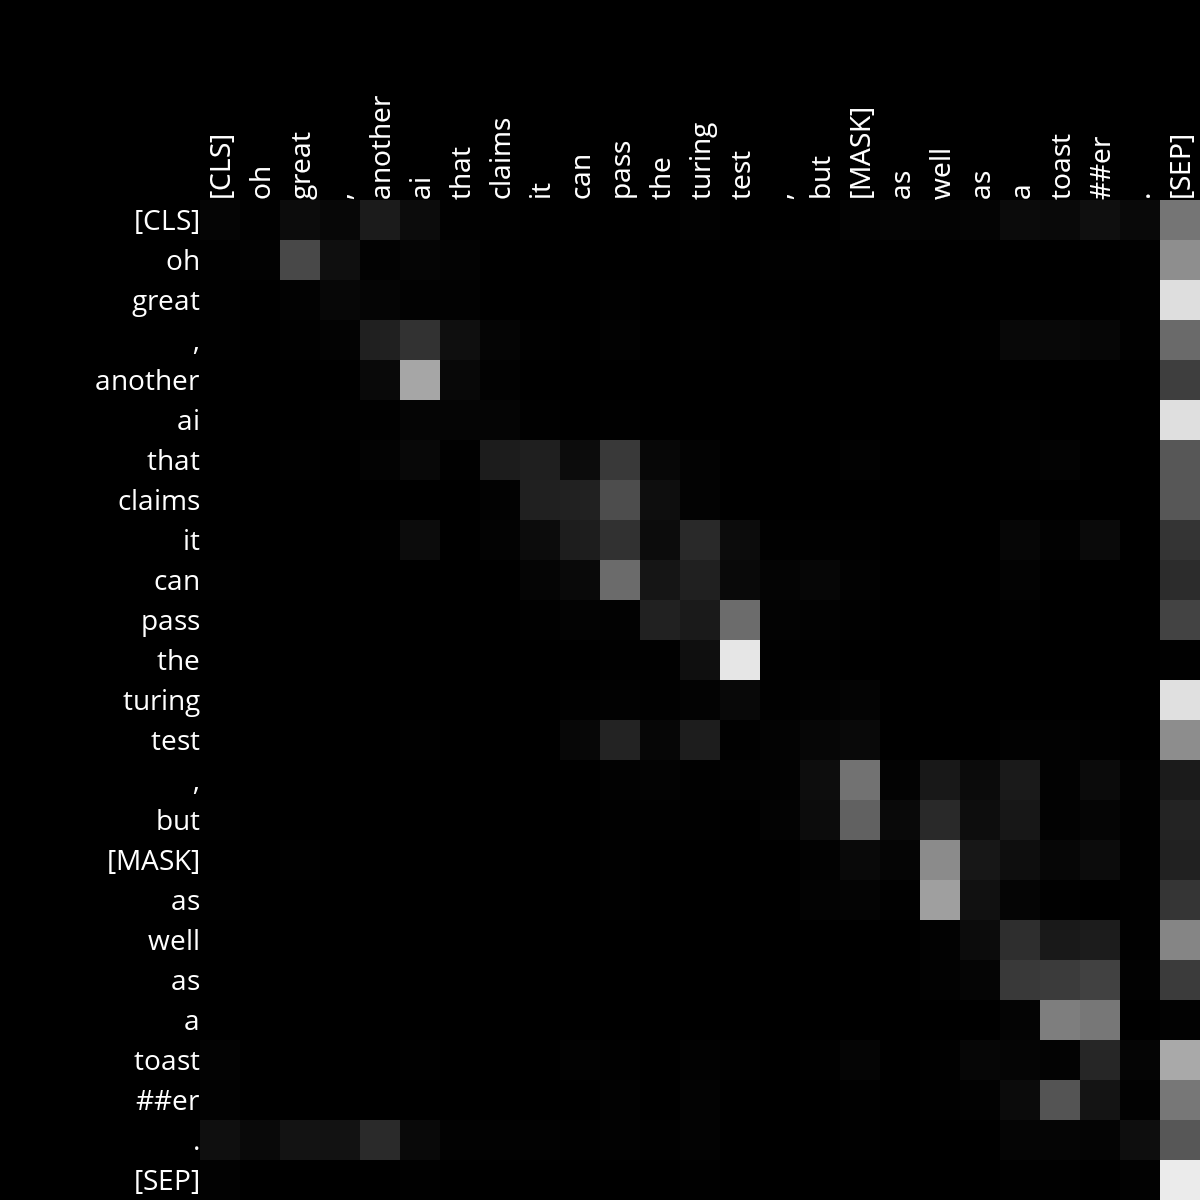 [CLS] oh great , another ai that claims it can pass the turing test , but [MASK] as well as a toast ##er . [SEP]
[CLS]
oh
great
,
another
ai
that
claims
it
can
pass
the
turing
test
,
but
[MASK]
as
well
as
a
toast
##er
.
[SEP]